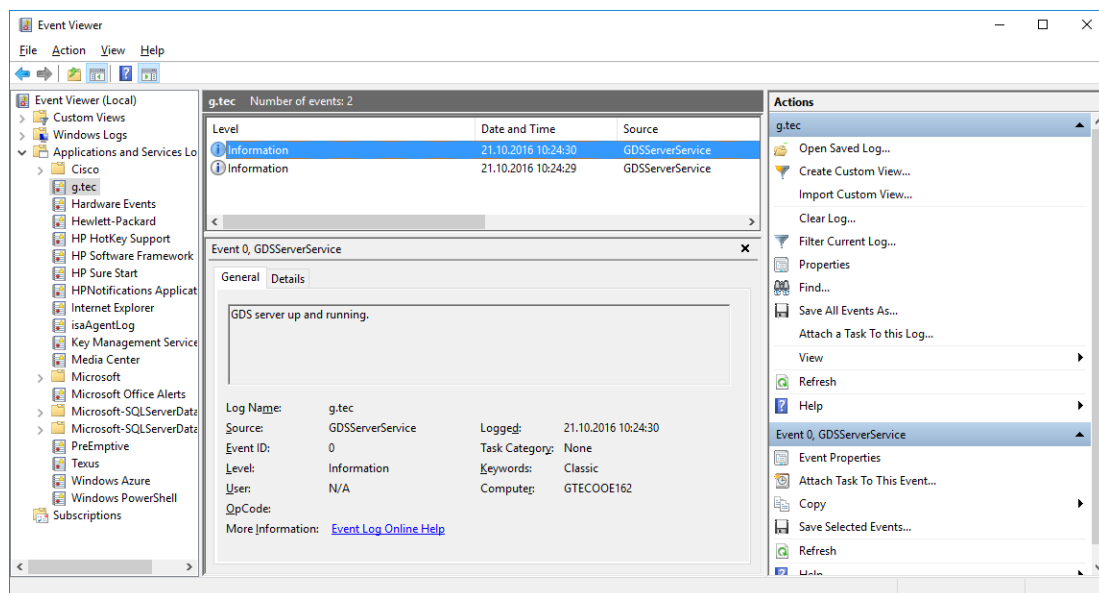 Event Viewer
File Action View Help
Event Viewer (Local)
Custom Views
Windows Logs
Applications and Services Lo
Cisco
g.tec
Hardware Events
Hewlett-Packard
HP HotKey Support
HP Software Framework
HP Sure Start
HPNotifications Applicat
Internet Explorer
isaAgentLog
Key Management Service
Media Center
Microsoft
Microsoft Office Alerts
Microsoft-SQLServerData
Microsoft-SQLServerData
PreEmptive
Texus
Windows Azure
Windows PowerShell
Subscriptions
g.tec Number of events: 2
Level Date and Time Source
Information 21.10.2016 10:24:30 GDSServerService
Information 21.10.2016 10:24:29 GDSServerService
Event 0, GDSServerService
General Details
GDS server up and running.
Log Name: g.tec
Source: GDSServerService Logged: 21.10.2016 10:24:30
Event ID: 0 Task Category: None
Level: Information Keywords: Classic
User: N/A Computer: GTECOOE162
OpCode:
More Information: Event Log Online Help
Actions
g.tec
Open Saved Log...
Create Custom View...
Import Custom View...
Clear Log...
Filter Current Log...
Properties
Find...
Save All Events As...
Attach a Task To this Log...
View
Refresh
Help
Event 0, GDSServerService
Event Properties
Attach Task To This Event...
Copy
Save Selected Events...
Refresh
Help